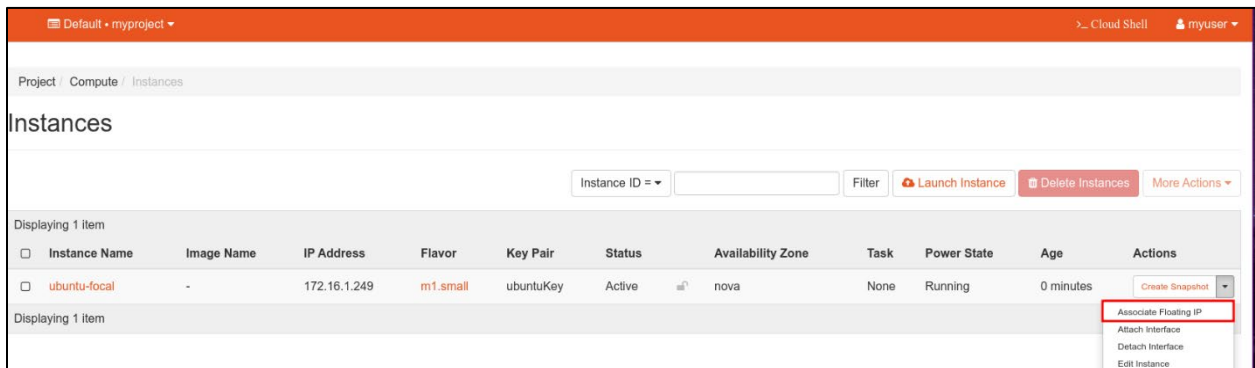 Default • myproject
>_ Cloud Shell
myuser
Project / Compute / Instances
Instances
Instance ID =
Filter
Launch Instance
Delete Instances
More Actions
Displaying 1 item
Instance Name Image Name IP Address Flavor Key Pair Status Availability Zone Task Power State Age Actions
ubuntu-focal - 172.16.1.249 m1.small ubuntuKey Active nova None Running 0 minutes Create Snapshot
Displaying 1 item
Associate Floating IP
Attach Interface
Detach Interface
Edit Instance